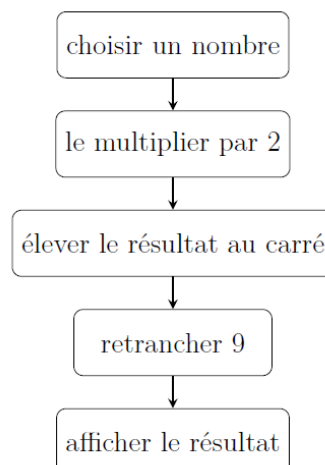 choisir un nombre
le multiplier par 2
élever le résultat au carré
retrancher 9
afficher le résultat